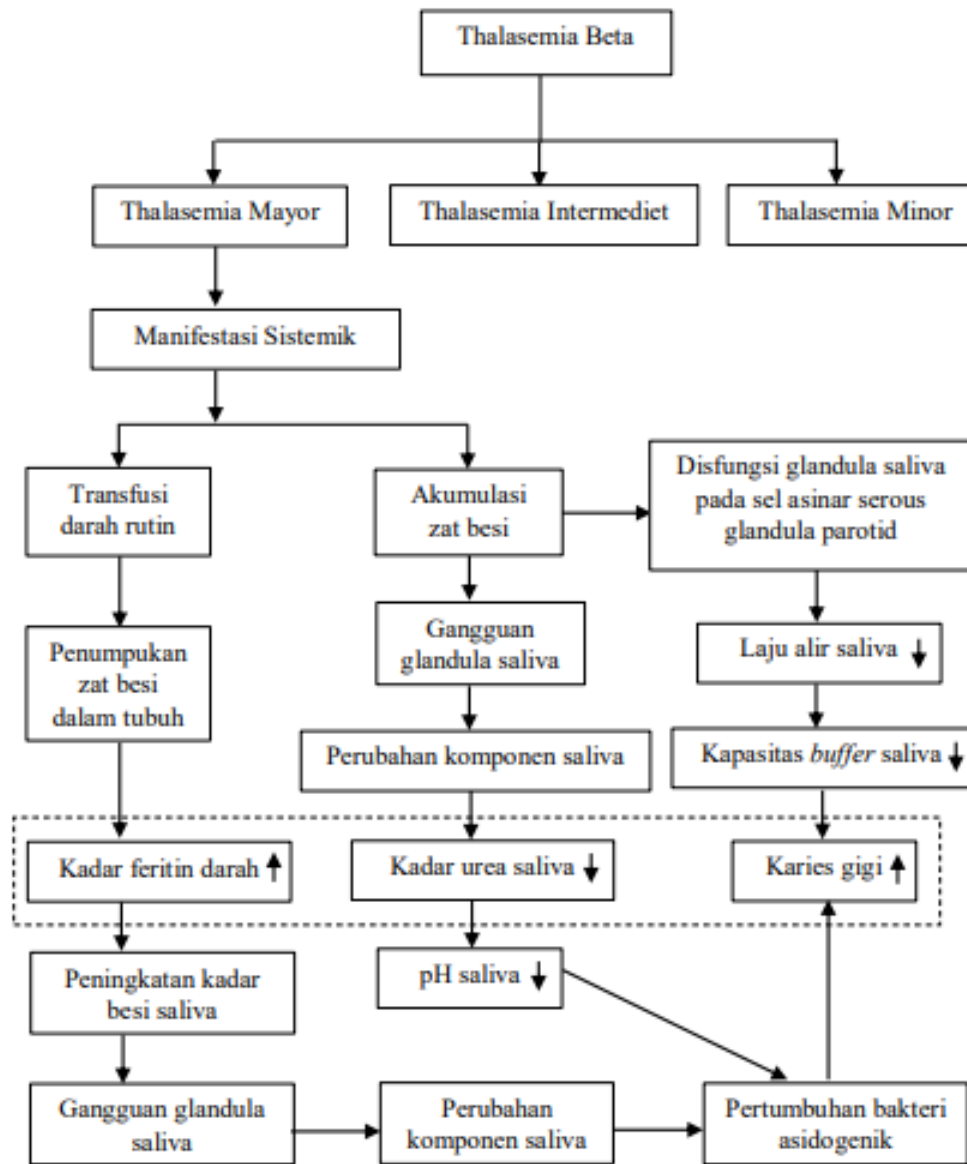 Thalasemia Beta
Thalasemia Mayor
Thalasemia Intermediet
Thalasemia Minor
Manifestasi Sistemik
Transfusi
darah rutin
Akumulasi
zat besi
Disfungsi glandula saliva
pada sel asinar serous
glandula parotid
Penumpukan
zat besi
dalam tubuh
Gangguan
glandula saliva
Laju alir saliva ↓
Perubahan komponen saliva
Kapasitas buffer saliva ↓
Kadar feritin darah ↑
Kadar urea saliva ↓
Karies gigi ↑
Peningkatan kadar
besi saliva
pH saliva ↓
Gangguan glandula
saliva
Perubahan
komponen saliva
Pertumbuhan bakteri
asidogenik